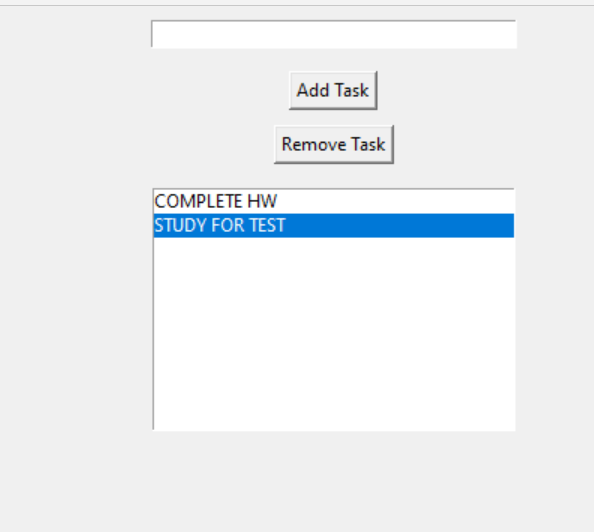 Add Task
Remove Task
COMPLETE HW
STUDY FOR TEST